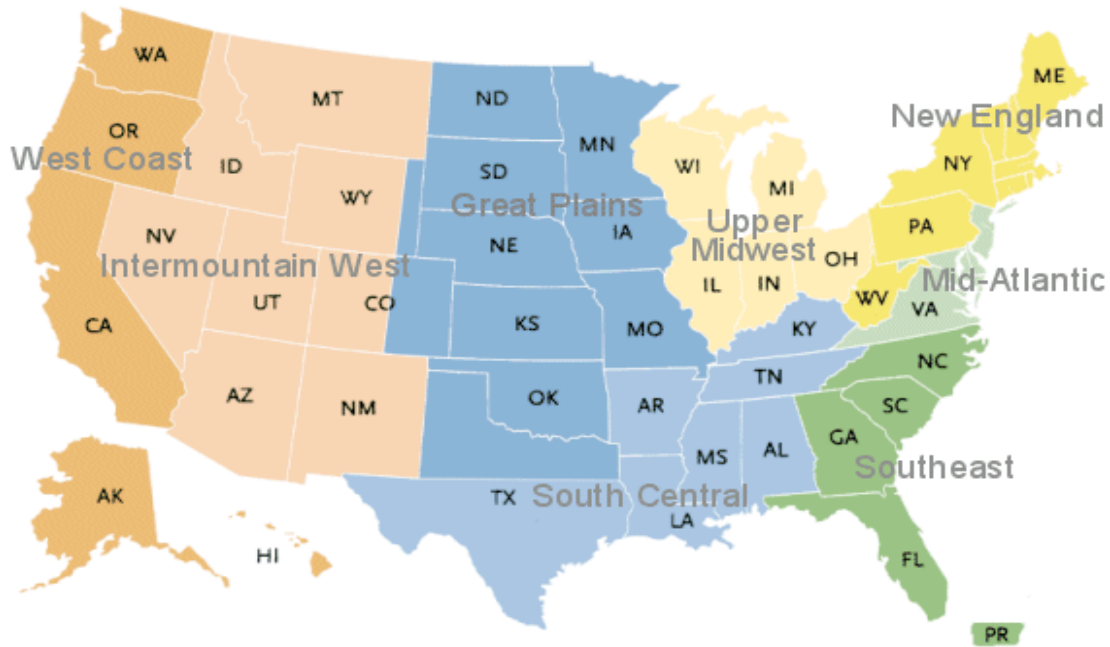 WA
ME
MT
ND
New England
OR
MN
West Coast
WI
NY
ID
SD
MI
WY
Great Plains
Upper
Midwest
PA
NV
NE
IA
Intermountain West
OH
Mid-Atlantic
UT
CO
IL
IN
WV
VA
CA
KS
MO
KY
NC
TN
AZ
NM
OK
AR
SC
GA
MS
AL
Southeast
AK
TX
South Central
LA
HI
FL
PR